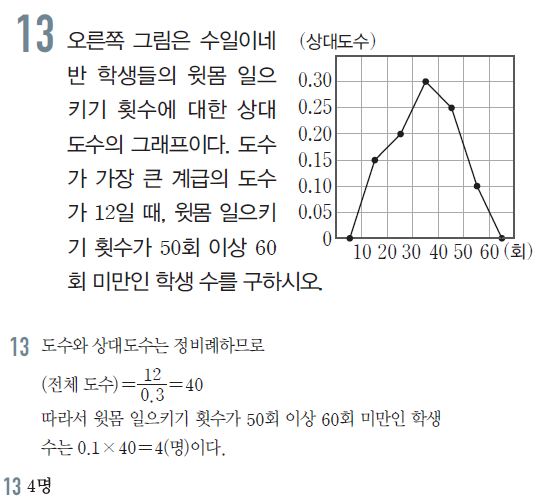 13 오른쪽 그림은 수일이네
반 학생들의 윗몸 일으
키기 횟수에 대한 상대
도수의 그래프이다. 도수
가 가장 큰 계급의 도수
가 12일 때, 윗몸 일으키
기 횟수가 50회 이상 60
회 미만인 학생 수를 구하시오.
(상대도수)
0.30
0.25
0.20
0.15
0.10
0.05
0
10 20 30 40 50 60 (회)
13 도수와 상대도수는 정비례하므로
(전체 도수)=12/0.3=40
따라서 윗몸 일으키기 횟수가 50회 이상 60회 미만인 학생
수는 0.1×40=4(명)이다.
13 4명